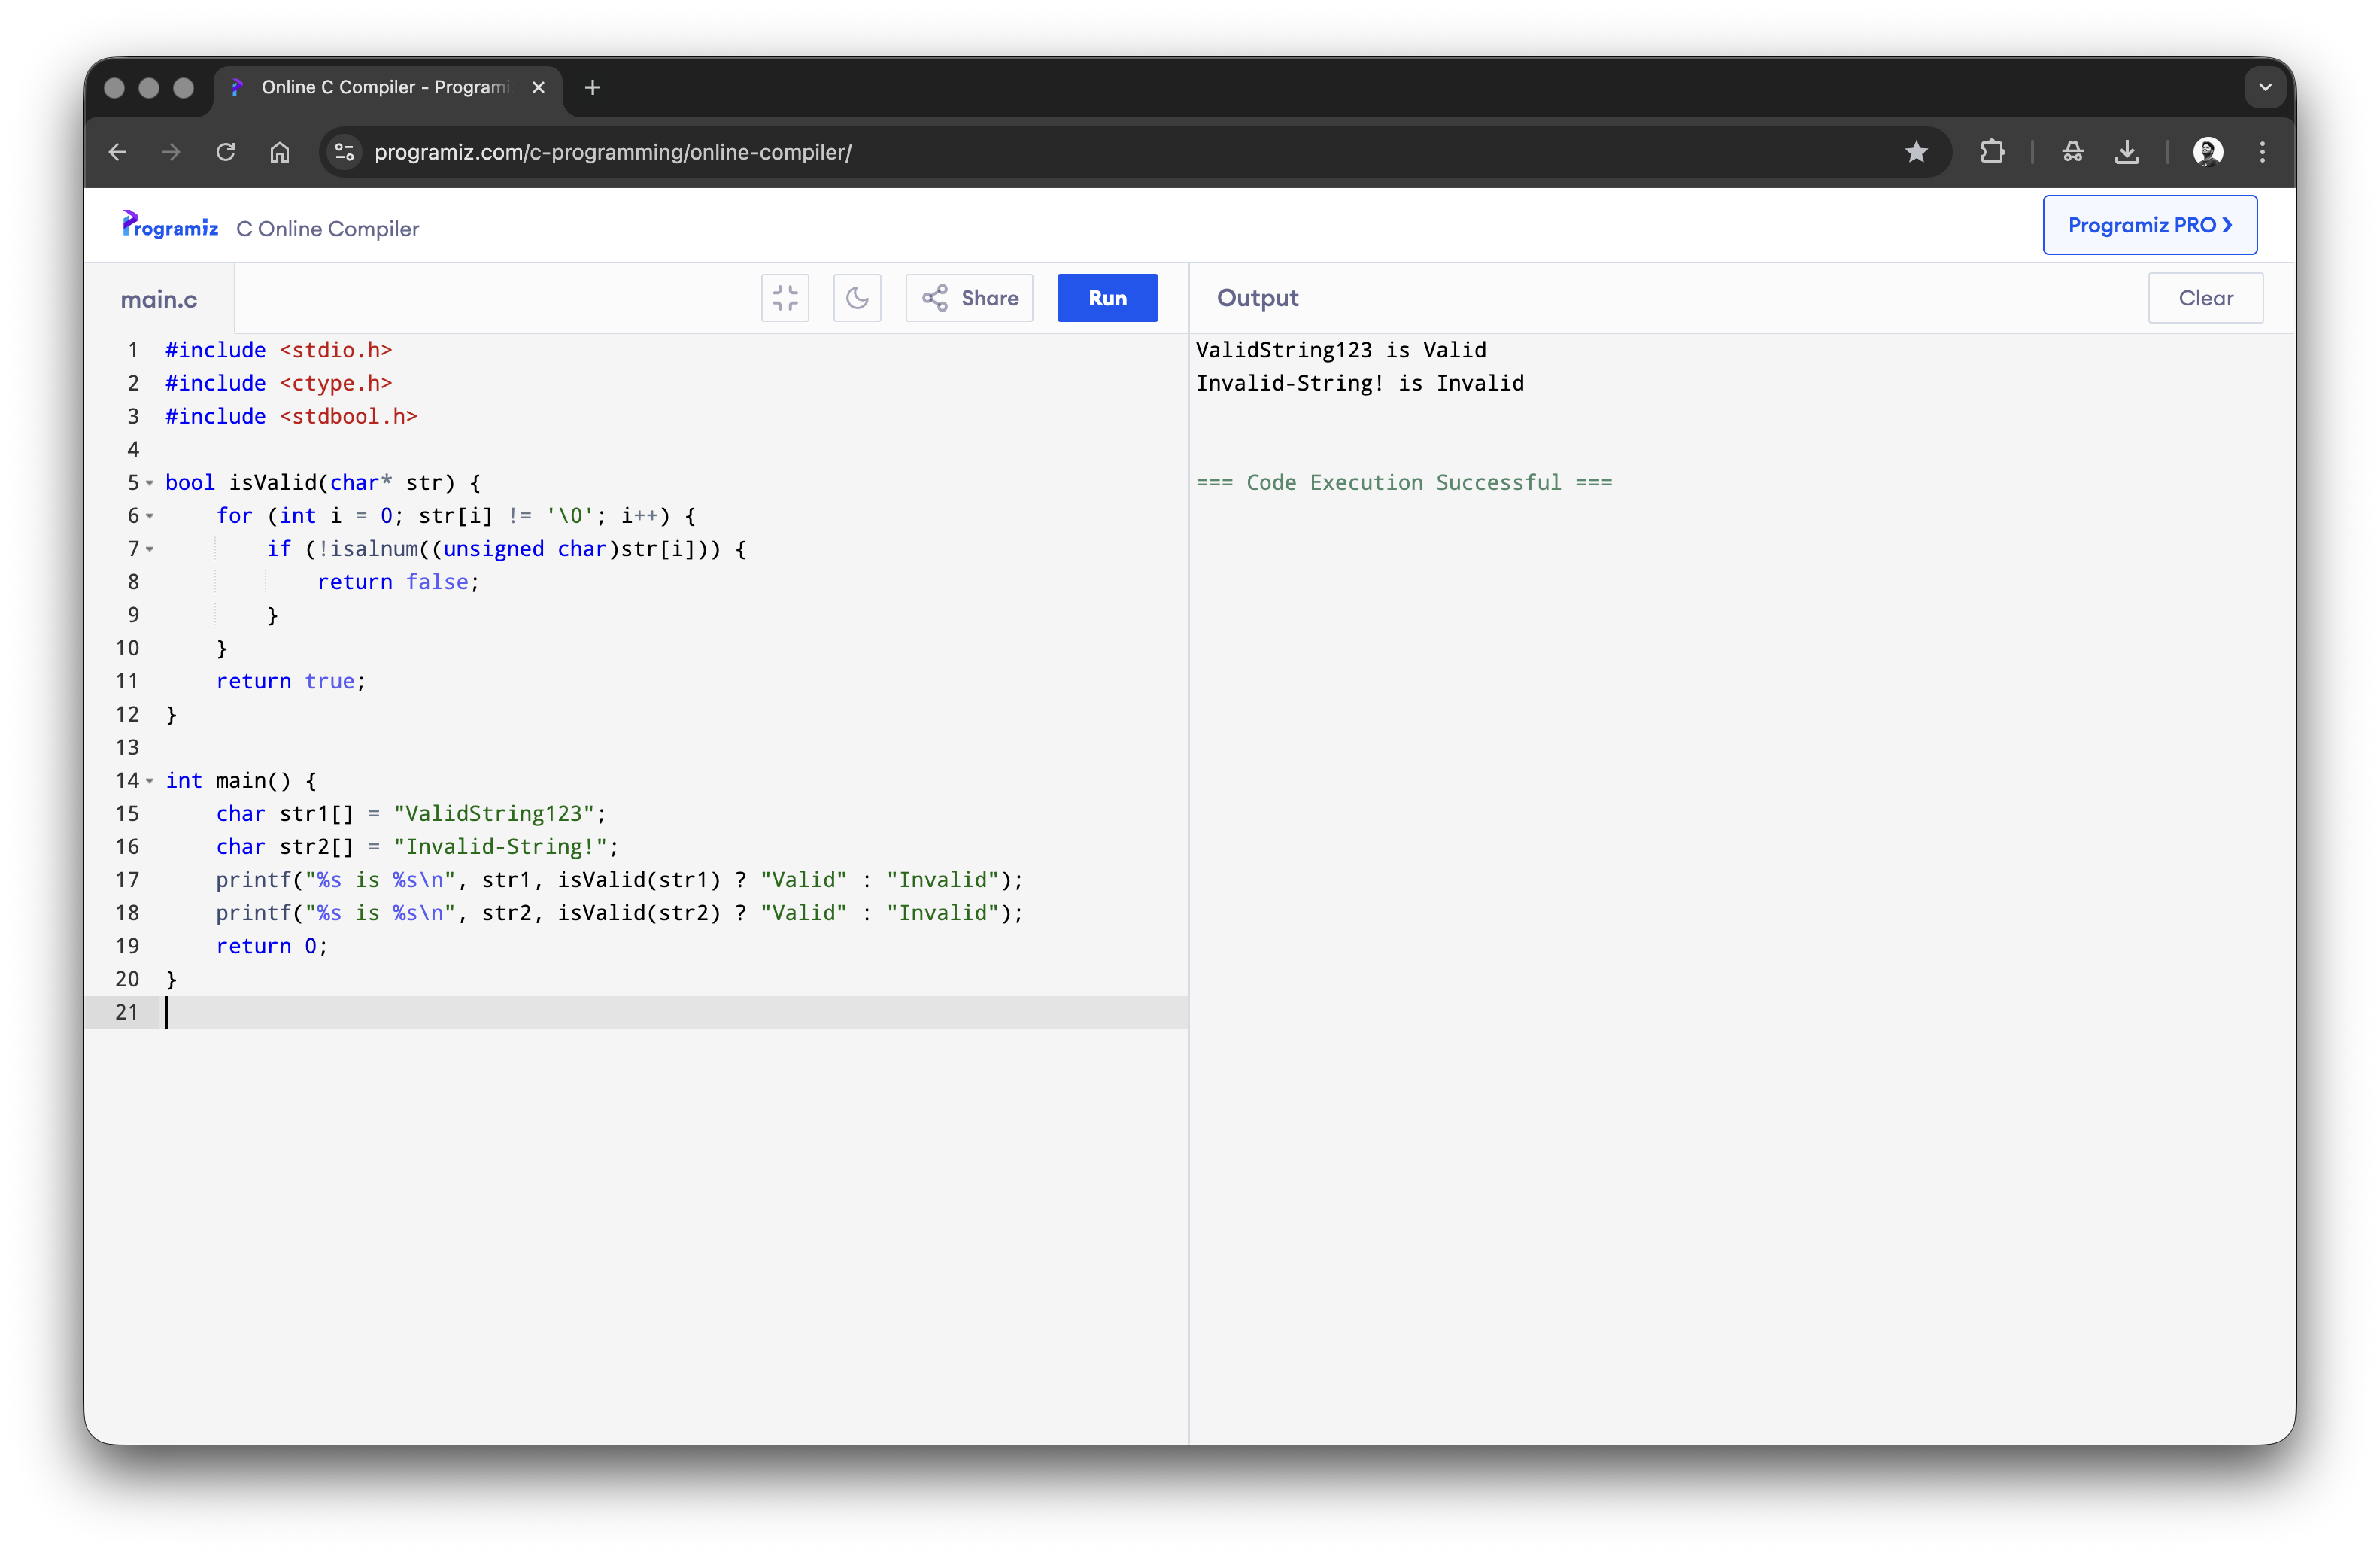 Online C Compiler - Programi
programiz.com/c-programming/online-compiler/
Programiz C Online Compiler
Programiz PRO ❯
main.c
Share
Run
Output
Clear
1 #include <stdio.h>
2 #include <ctype.h>
3 #include <stdbool.h>
4
5 bool isValid(char* str) {
6     for (int i = 0; str[i] != '\0'; i++) {
7         if (!isalnum((unsigned char)str[i])) {
8             return false;
9         }
10     }
11     return true;
12 }
13
14 int main() {
15     char str1[] = "ValidString123";
16     char str2[] = "Invalid-String!";
17     printf("%s is %s\n", str1, isValid(str1) ? "Valid" : "Invalid");
18     printf("%s is %s\n", str2, isValid(str2) ? "Valid" : "Invalid");
19     return 0;
20 }
21
ValidString123 is Valid
Invalid-String! is Invalid
=== Code Execution Successful ===